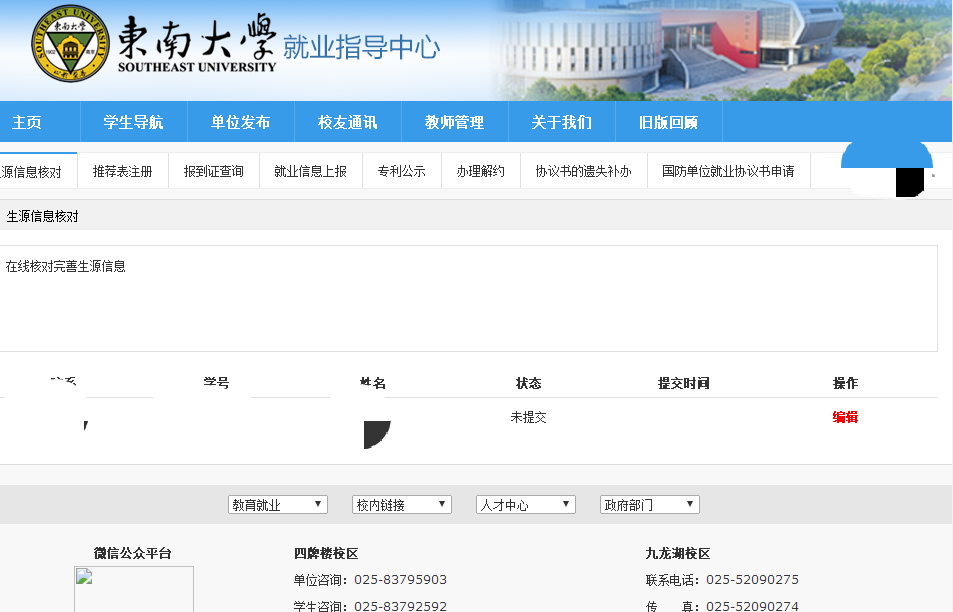 東南大學 就业指导中心
SOUTHEAST UNIVERSITY
主页 学生导航 单位发布 校友通讯 教师管理 关于我们 旧版回顾
源信息核对 推荐表注册 报到证查询 就业信息上报 专利公示 办理解约 协议书的遗失补办 国防单位就业协议书申请
生源信息核对
在线核对完善生源信息
学号 姓名 状态 提交时间 操作
未提交 编辑
教育就业 校内链接 人才中心 政府部门
微信公众平台 四牌楼校区 九龙湖校区
单位咨询：025-83795903 联系电话：025-52090275
学生咨询：025-83792592 传 真：025-52090274